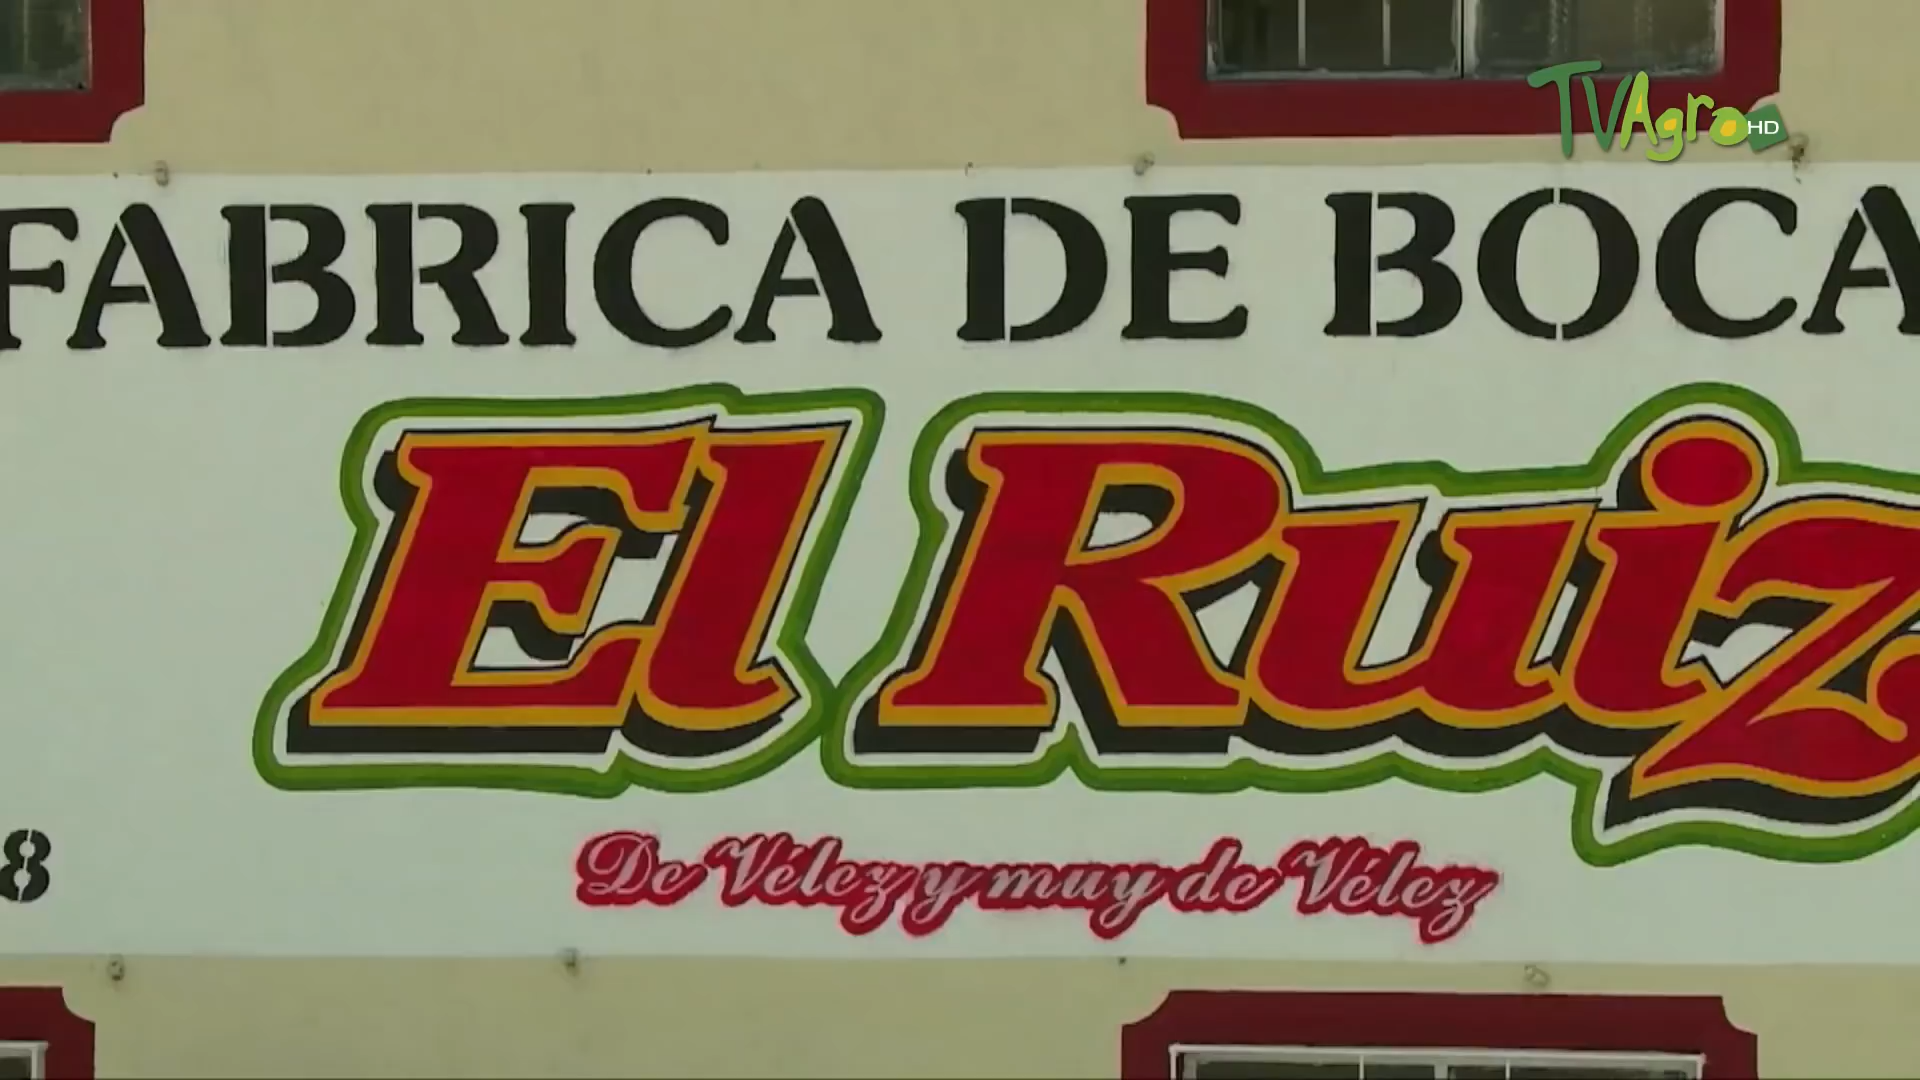 TVAgro HD
FABRICA DE BOCA
El Ruiz
8
De Vélez y muy de Vélez